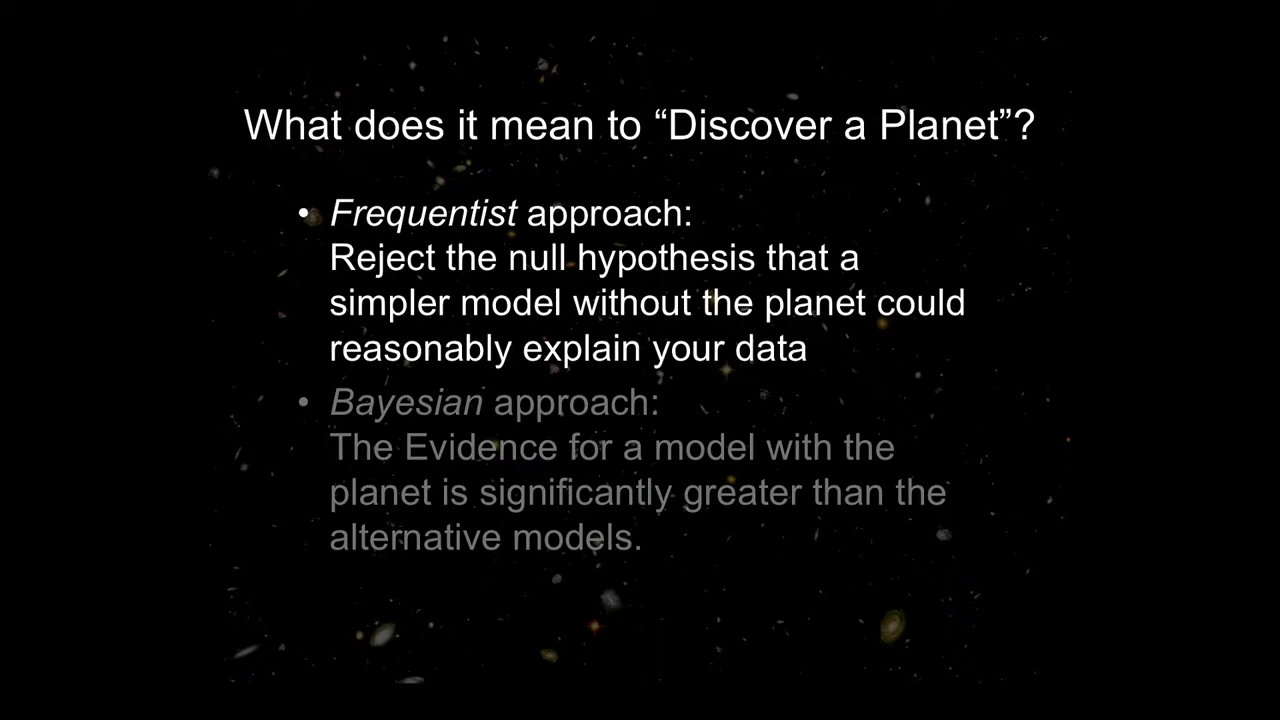 What does it mean to “Discover a Planet”?
• Frequentist approach:
Reject the null hypothesis that a
simpler model without the planet could
reasonably explain your data
• Bayesian approach:
The Evidence for a model with the
planet is significantly greater than the
alternative models.